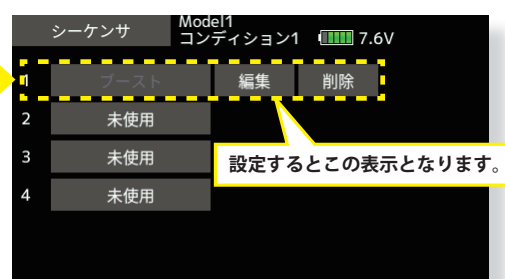 シーケンサ
Model1
コンディション1 7.6V
1 ブースト 編集 削除
2 未使用
3 未使用
設定するとこの表示となります。
4 未使用